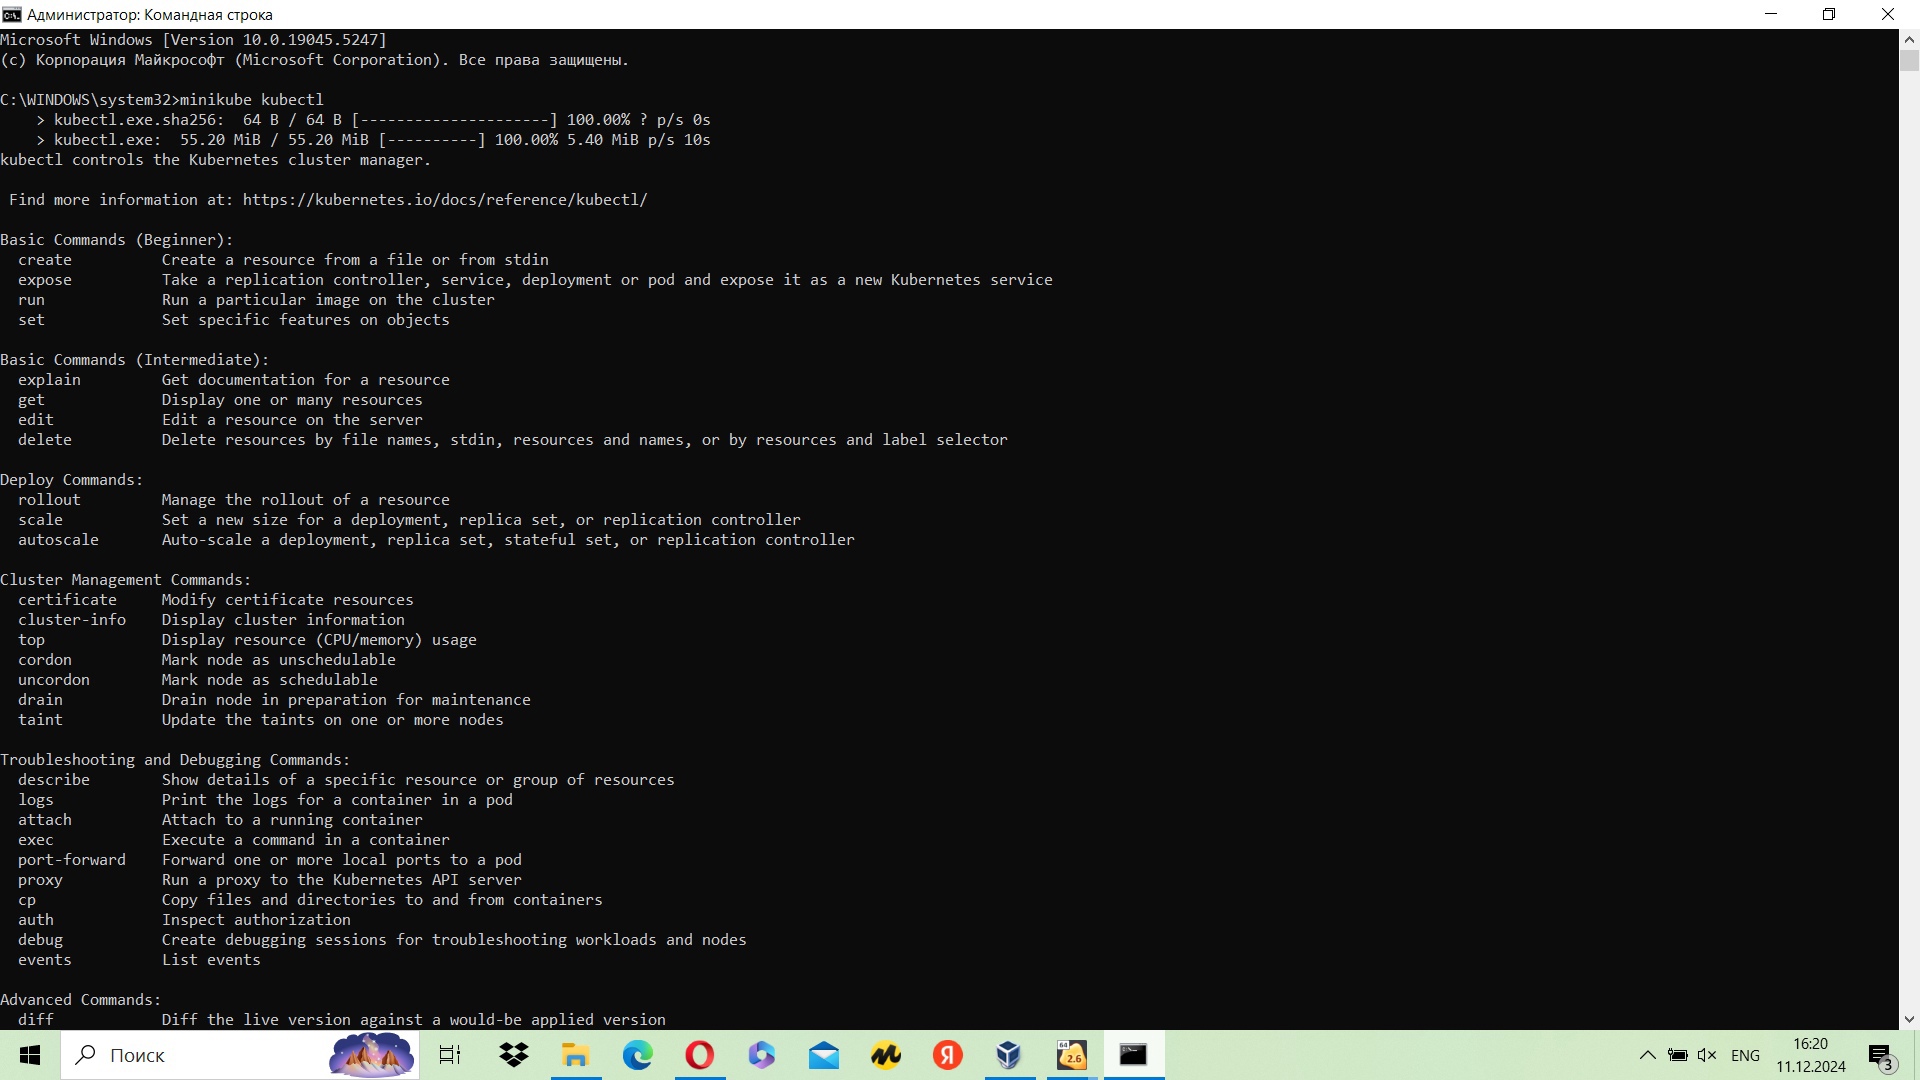 Администратор: Командная строка
Microsoft Windows [Version 10.0.19045.5247]
(c) Корпорация Майкрософт (Microsoft Corporation). Все права защищены.
C:\WINDOWS\system32>minikube kubectl
    > kubectl.exe.sha256:  64 B / 64 B [---------------------] 100.00% ? p/s 0s
    > kubectl.exe:  55.20 MiB / 55.20 MiB [----------] 100.00% 5.40 MiB p/s 10s
kubectl controls the Kubernetes cluster manager.
 Find more information at: https://kubernetes.io/docs/reference/kubectl/
Basic Commands (Beginner):
  create          Create a resource from a file or from stdin
  expose          Take a replication controller, service, deployment or pod and expose it as a new Kubernetes service
  run             Run a particular image on the cluster
  set             Set specific features on objects
Basic Commands (Intermediate):
  explain         Get documentation for a resource
  get             Display one or many resources
  edit            Edit a resource on the server
  delete          Delete resources by file names, stdin, resources and names, or by resources and label selector
Deploy Commands:
  rollout         Manage the rollout of a resource
  scale           Set a new size for a deployment, replica set, or replication controller
  autoscale       Auto-scale a deployment, replica set, stateful set, or replication controller
Cluster Management Commands:
  certificate     Modify certificate resources
  cluster-info    Display cluster information
  top             Display resource (CPU/memory) usage
  cordon          Mark node as unschedulable
  uncordon        Mark node as schedulable
  drain           Drain node in preparation for maintenance
  taint           Update the taints on one or more nodes
Troubleshooting and Debugging Commands:
  describe        Show details of a specific resource or group of resources
  logs            Print the logs for a container in a pod
  attach          Attach to a running container
  exec            Execute a command in a container
  port-forward    Forward one or more local ports to a pod
  proxy           Run a proxy to the Kubernetes API server
  cp              Copy files and directories to and from containers
  auth            Inspect authorization
  debug           Create debugging sessions for troubleshooting workloads and nodes
  events          List events
Advanced Commands:
  diff            Diff the live version against a would-be applied version
Поиск
Я
64
2.6
ENG
16:20
11.12.2024
3